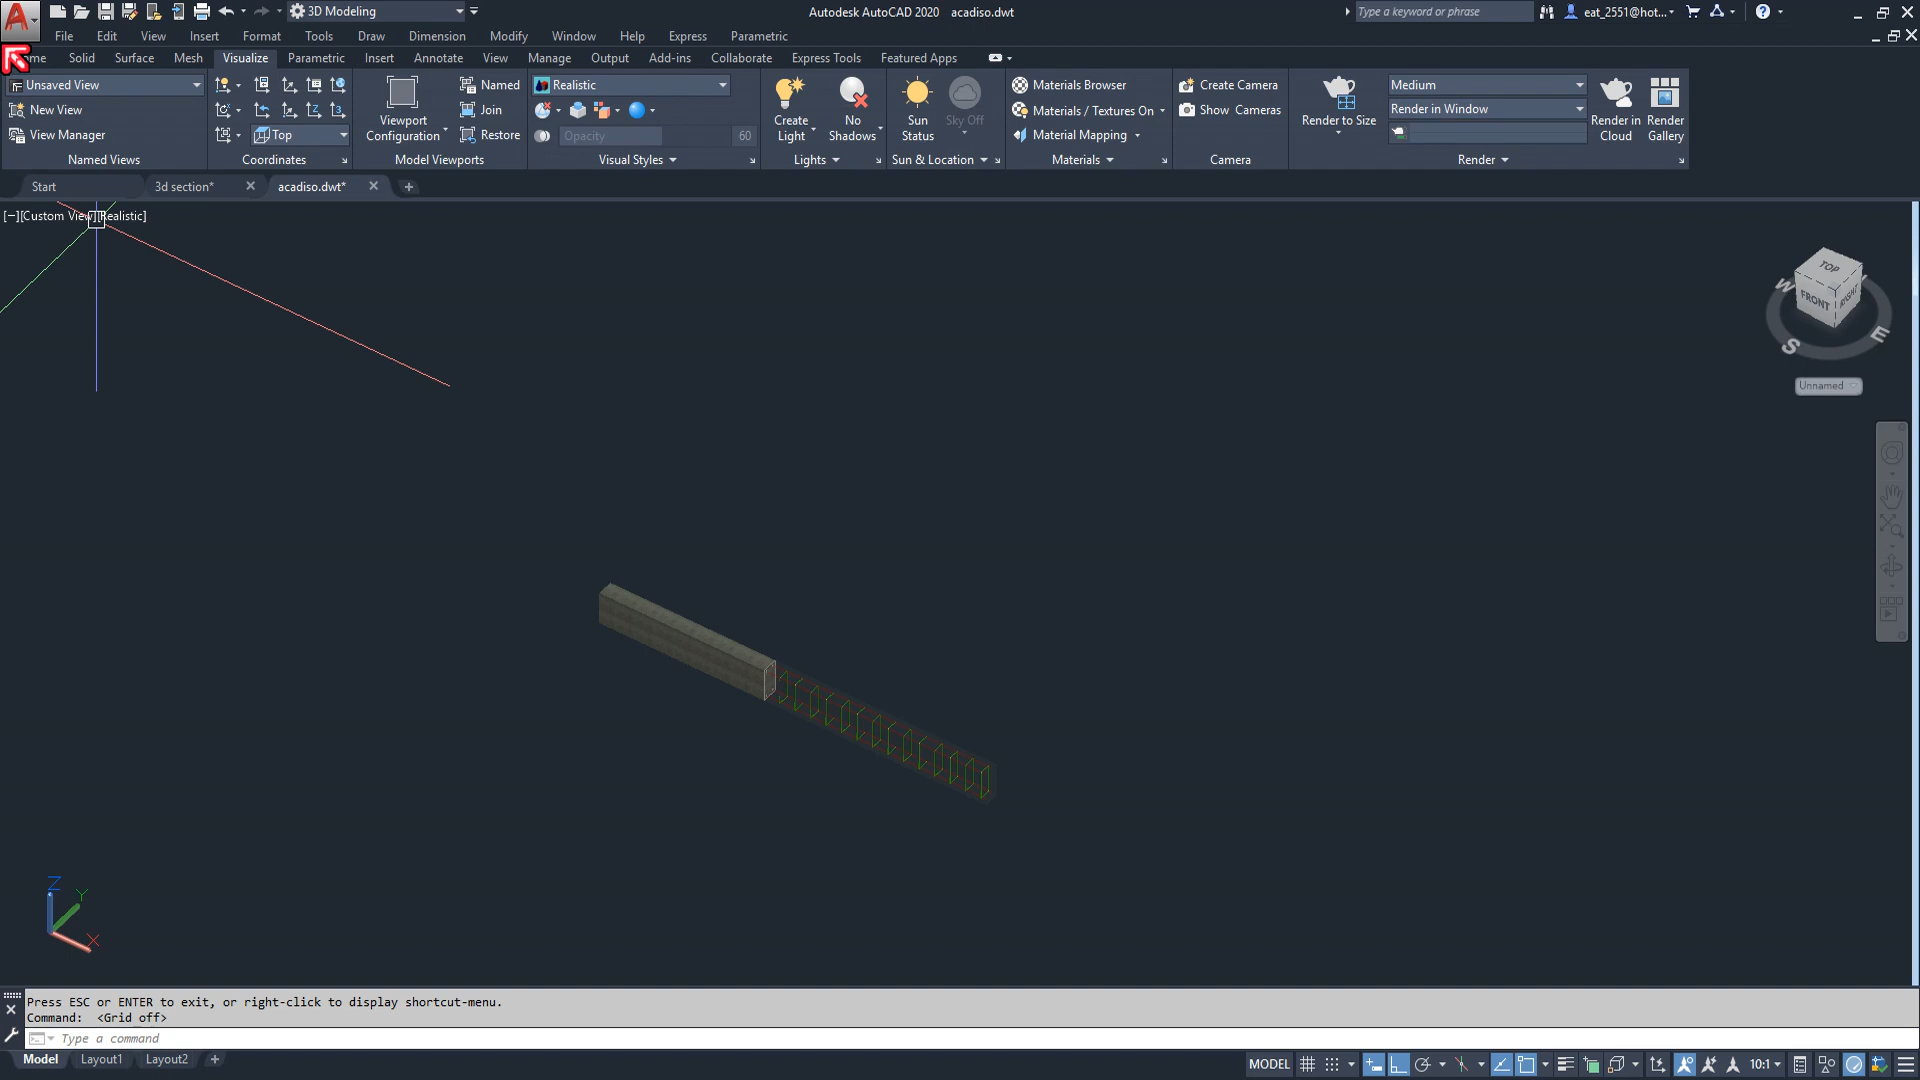 3D Modeling
Autodesk AutoCAD 2020 acadiso.dwt
Type a keyword or phrase
eat_2551@hot...
File Edit View Insert Format Tools Draw Dimension Modify Window Help Express Parametric
Solid Surface Mesh Visualize Parametric Insert Annotate View Manage Output Add-ins Collaborate Express Tools Featured Apps
Unsaved View
New View
View Manager
Named Views
Top
Coordinates
Viewport
Configuration
Named
Join
Restore
Model Viewports
Realistic
Opacity 60
Visual Styles
Create
Light
No
Shadows
Lights
Sun
Status
Sky Off
Sun & Location
Materials Browser
Materials / Textures On
Material Mapping
Materials
Create Camera
Show Cameras
Camera
Render to Size
Medium
Render in Window
Render in
Cloud
Render
Gallery
Render
Start 3d section* acadiso.dwt*
[−][Custom View][Realistic]
TOP
FRONT
RIGHT
W
S
E
Unnamed
Z
Y
X
Press ESC or ENTER to exit, or right-click to display shortcut-menu.
Command: <Grid off>
Type a command
Model Layout1 Layout2 +
MODEL
10:1